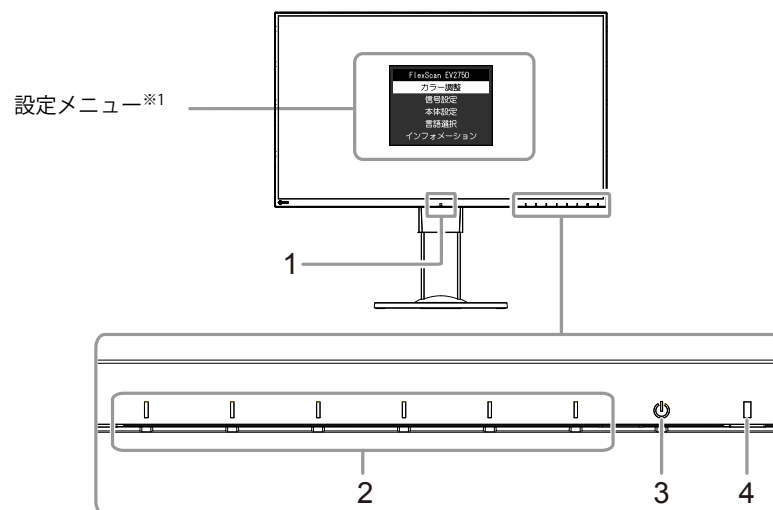 FlexScan EV2750
カラー調整
信号設定
本体設定
言語選択
インフォメーション
設定メニュー※1
1
2
3
4